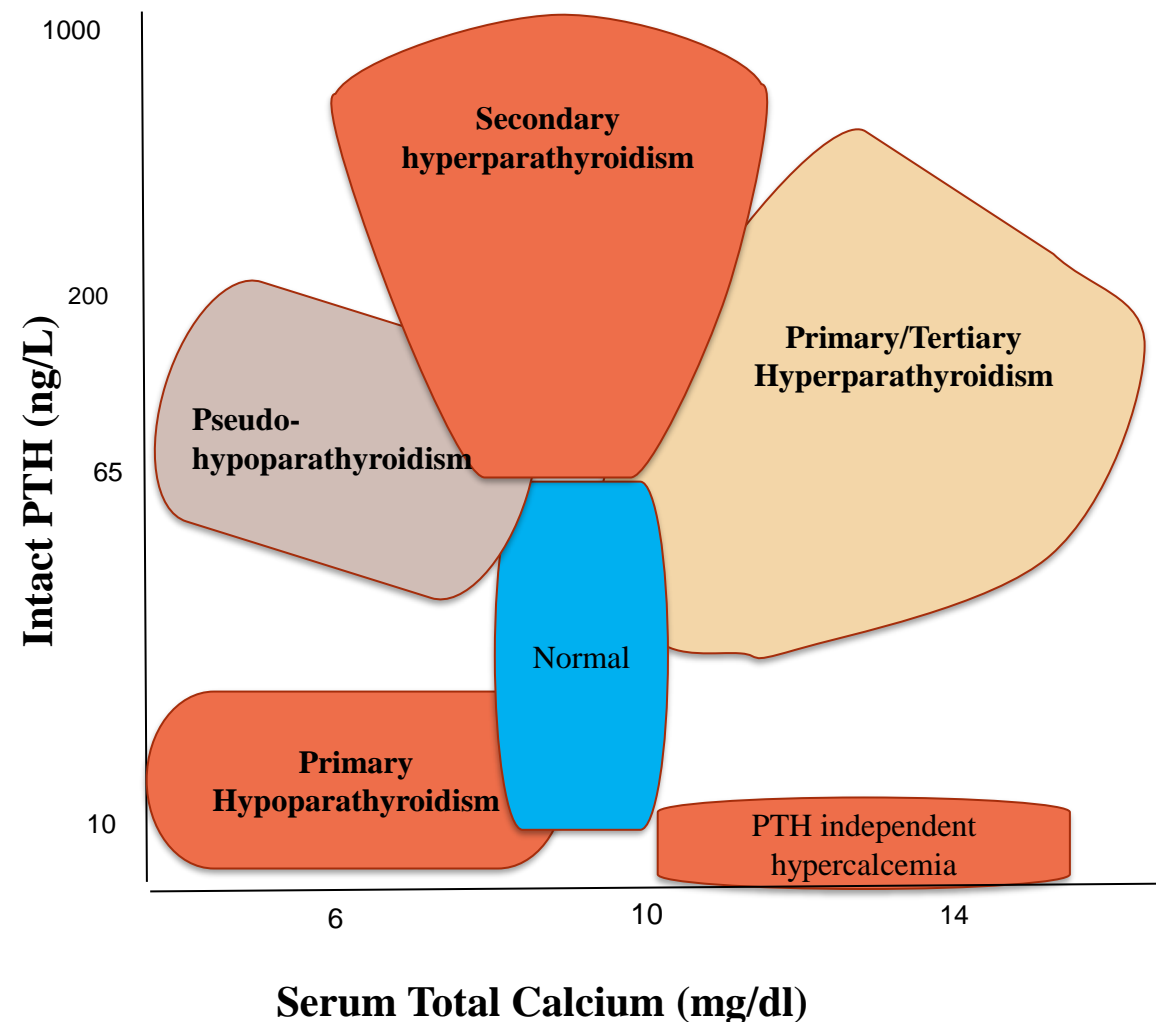 1000
Secondary
hyperparathyroidism
200
Primary/Tertiary
Hyperparathyroidism
Pseudo-
hypoparathyroidism
65
Intact PTH (ng/L)
Normal
Primary
Hypoparathyroidism
10
PTH independent
hypercalcemia
6
10
14
Serum Total Calcium (mg/dl)